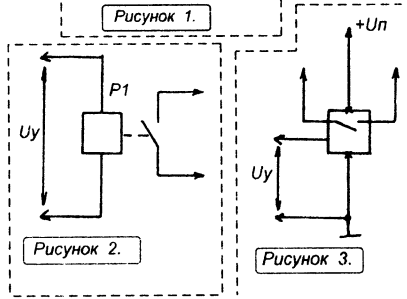 Рисунок 1.
+Uп
P1
Uy
Uy
Рисунок 2.
Рисунок 3.